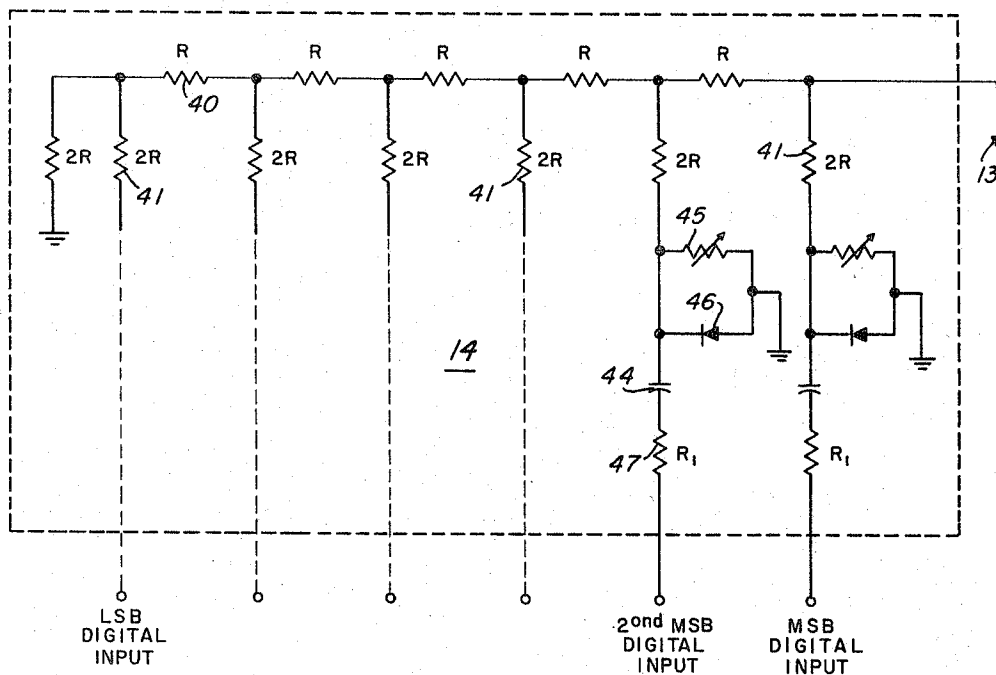 R R R R R
40
2R 2R 2R 2R 2R 2R
41 41 41
13
45
46
14
44
47 R₁ R₁
LSB
DIGITAL
INPUT
2ond MSB
DIGITAL
INPUT
MSB
DIGITAL
INPUT